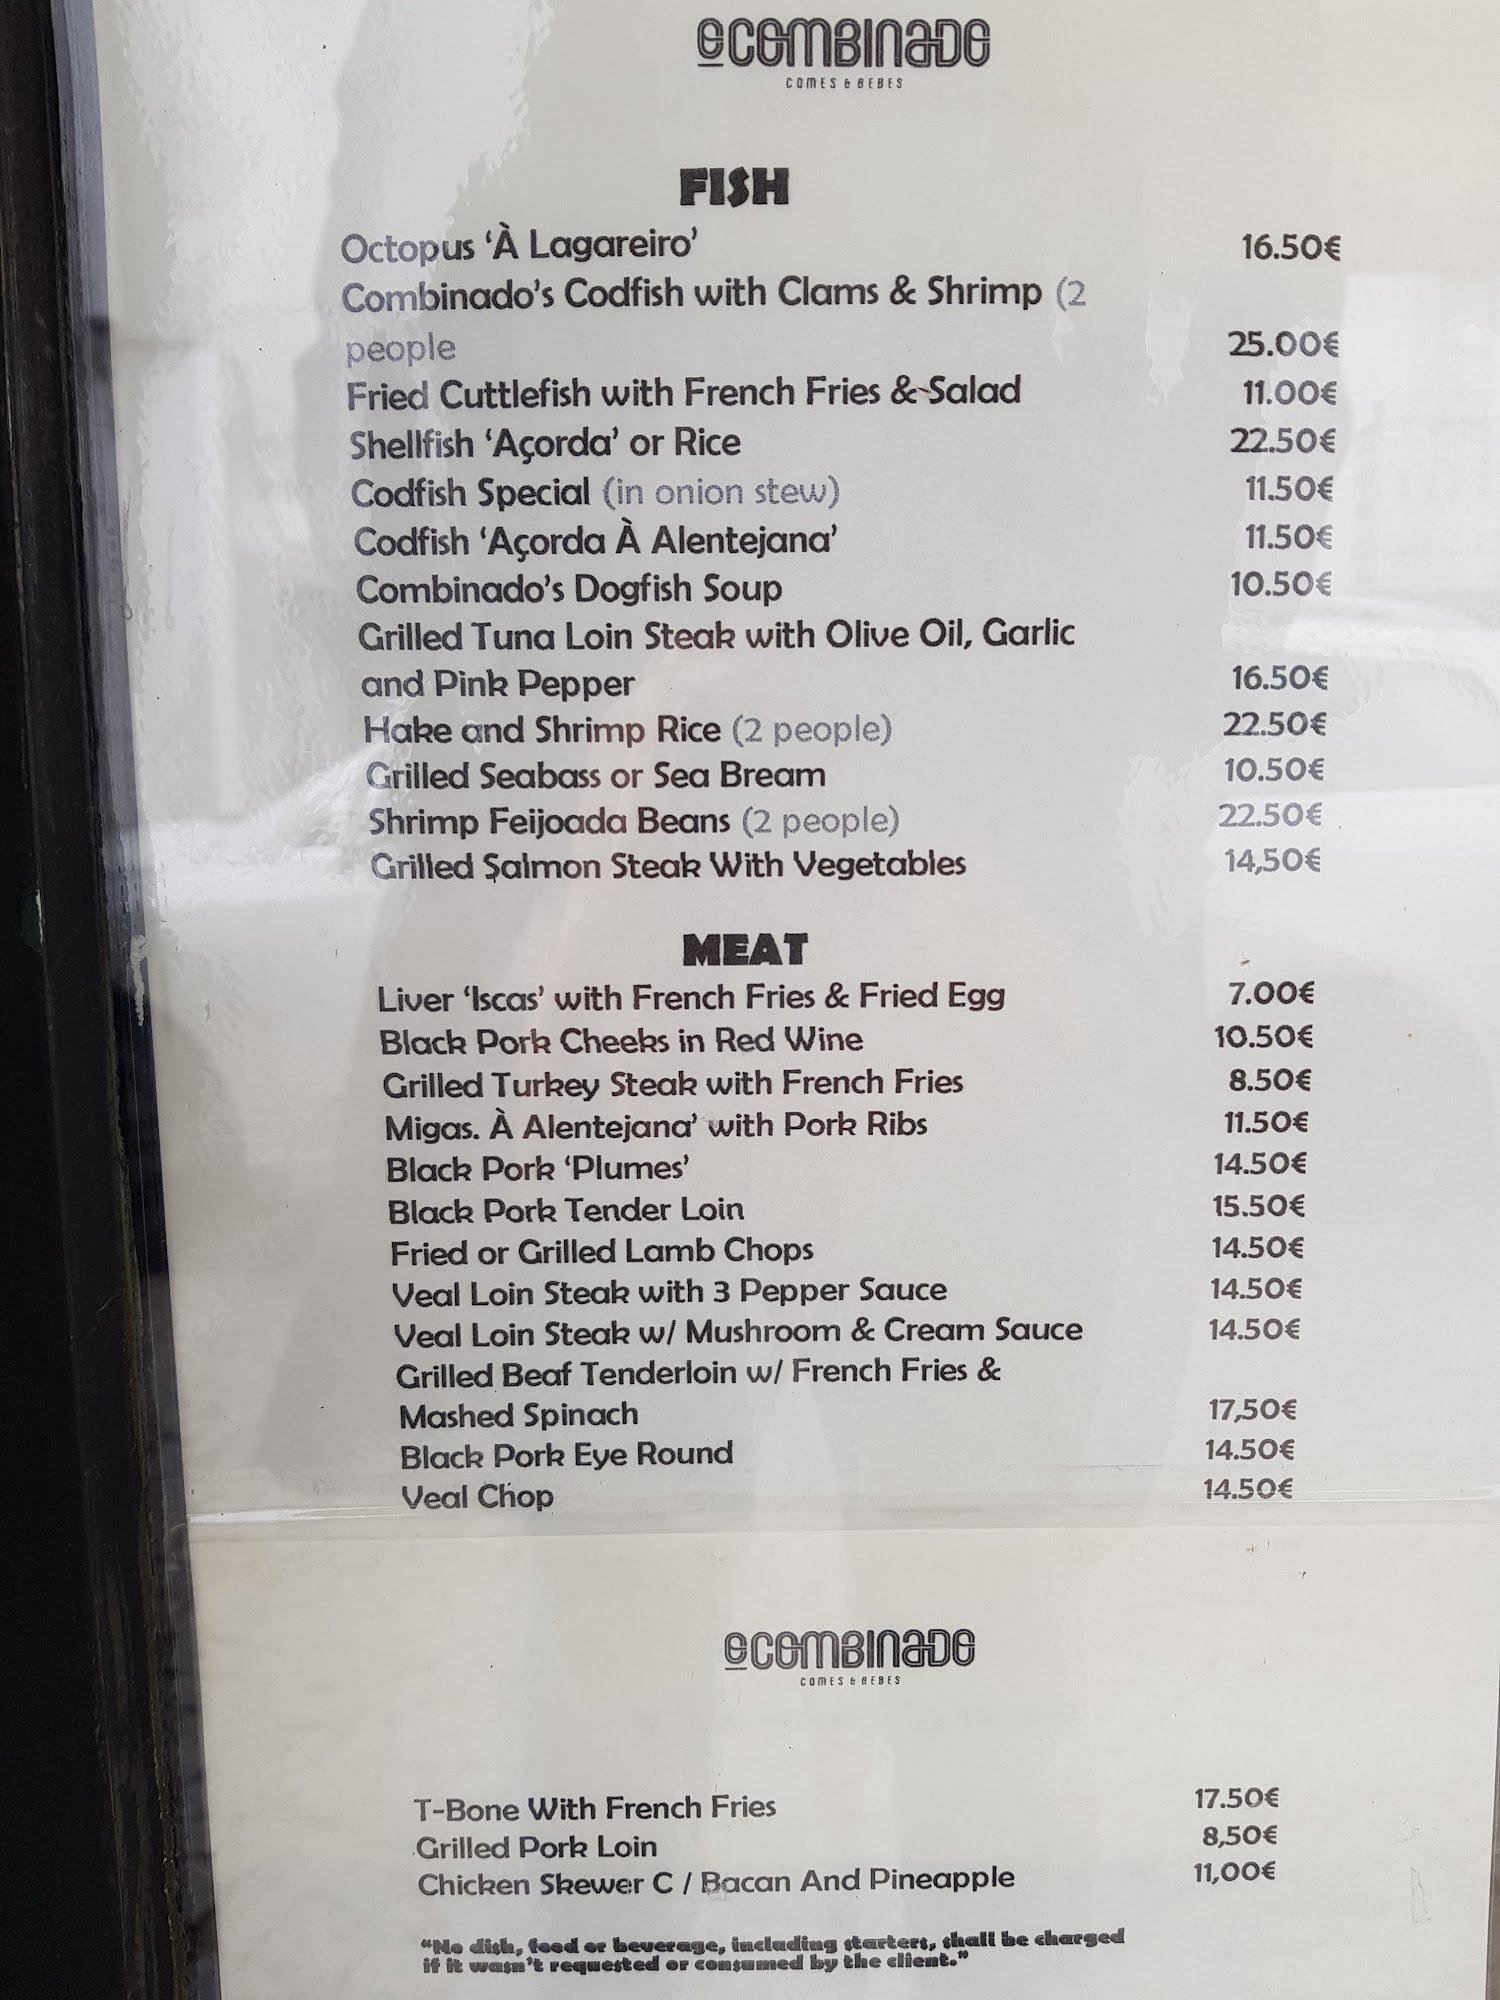 O COMBINADO
COMES & BEBES
FISH
Octopus ‘À Lagareiro’ 16.50€
Combinado’s Codfish with Clams & Shrimp (2
people 25.00€
Fried Cuttlefish with French Fries & Salad 11.00€
Shellfish ‘Açorda’ or Rice 22.50€
Codfish Special (in onion stew) 11.50€
Codfish ‘Açorda À Alentejana’ 11.50€
Combinado’s Dogfish Soup 10.50€
Grilled Tuna Loin Steak with Olive Oil, Garlic
and Pink Pepper 16.50€
Hake and Shrimp Rice (2 people) 22.50€
Grilled Seabass or Sea Bream 10.50€
Shrimp Feijoada Beans (2 people) 22.50€
Grilled Salmon Steak With Vegetables 14,50€
MEAT
Liver ‘Iscas’ with French Fries & Fried Egg 7.00€
Black Pork Cheeks in Red Wine 10.50€
Grilled Turkey Steak with French Fries 8.50€
Migas. À Alentejana’ with Pork Ribs 11.50€
Black Pork ‘Plumes’ 14.50€
Black Pork Tender Loin 15.50€
Fried or Grilled Lamb Chops 14.50€
Veal Loin Steak with 3 Pepper Sauce 14.50€
Veal Loin Steak w/ Mushroom & Cream Sauce 14.50€
Grilled Beaf Tenderloin w/ French Fries &
Mashed Spinach 17,50€
Black Pork Eye Round 14.50€
Veal Chop 14.50€
O COMBINADO
COMES & BEBES
T-Bone With French Fries 17.50€
Grilled Pork Loin 8,50€
Chicken Skewer C / Bacan And Pineapple 11,00€
“No dish, food or beverage, including starters, shall be charged
if it wasn’t requested or consumed by the client.”